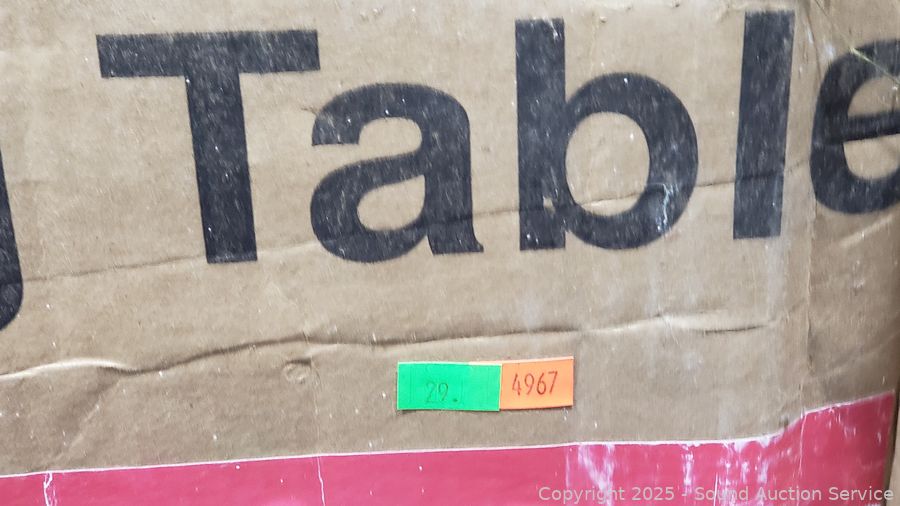 g Table
29. 4967
Copyright 2025 - Sound Auction Service